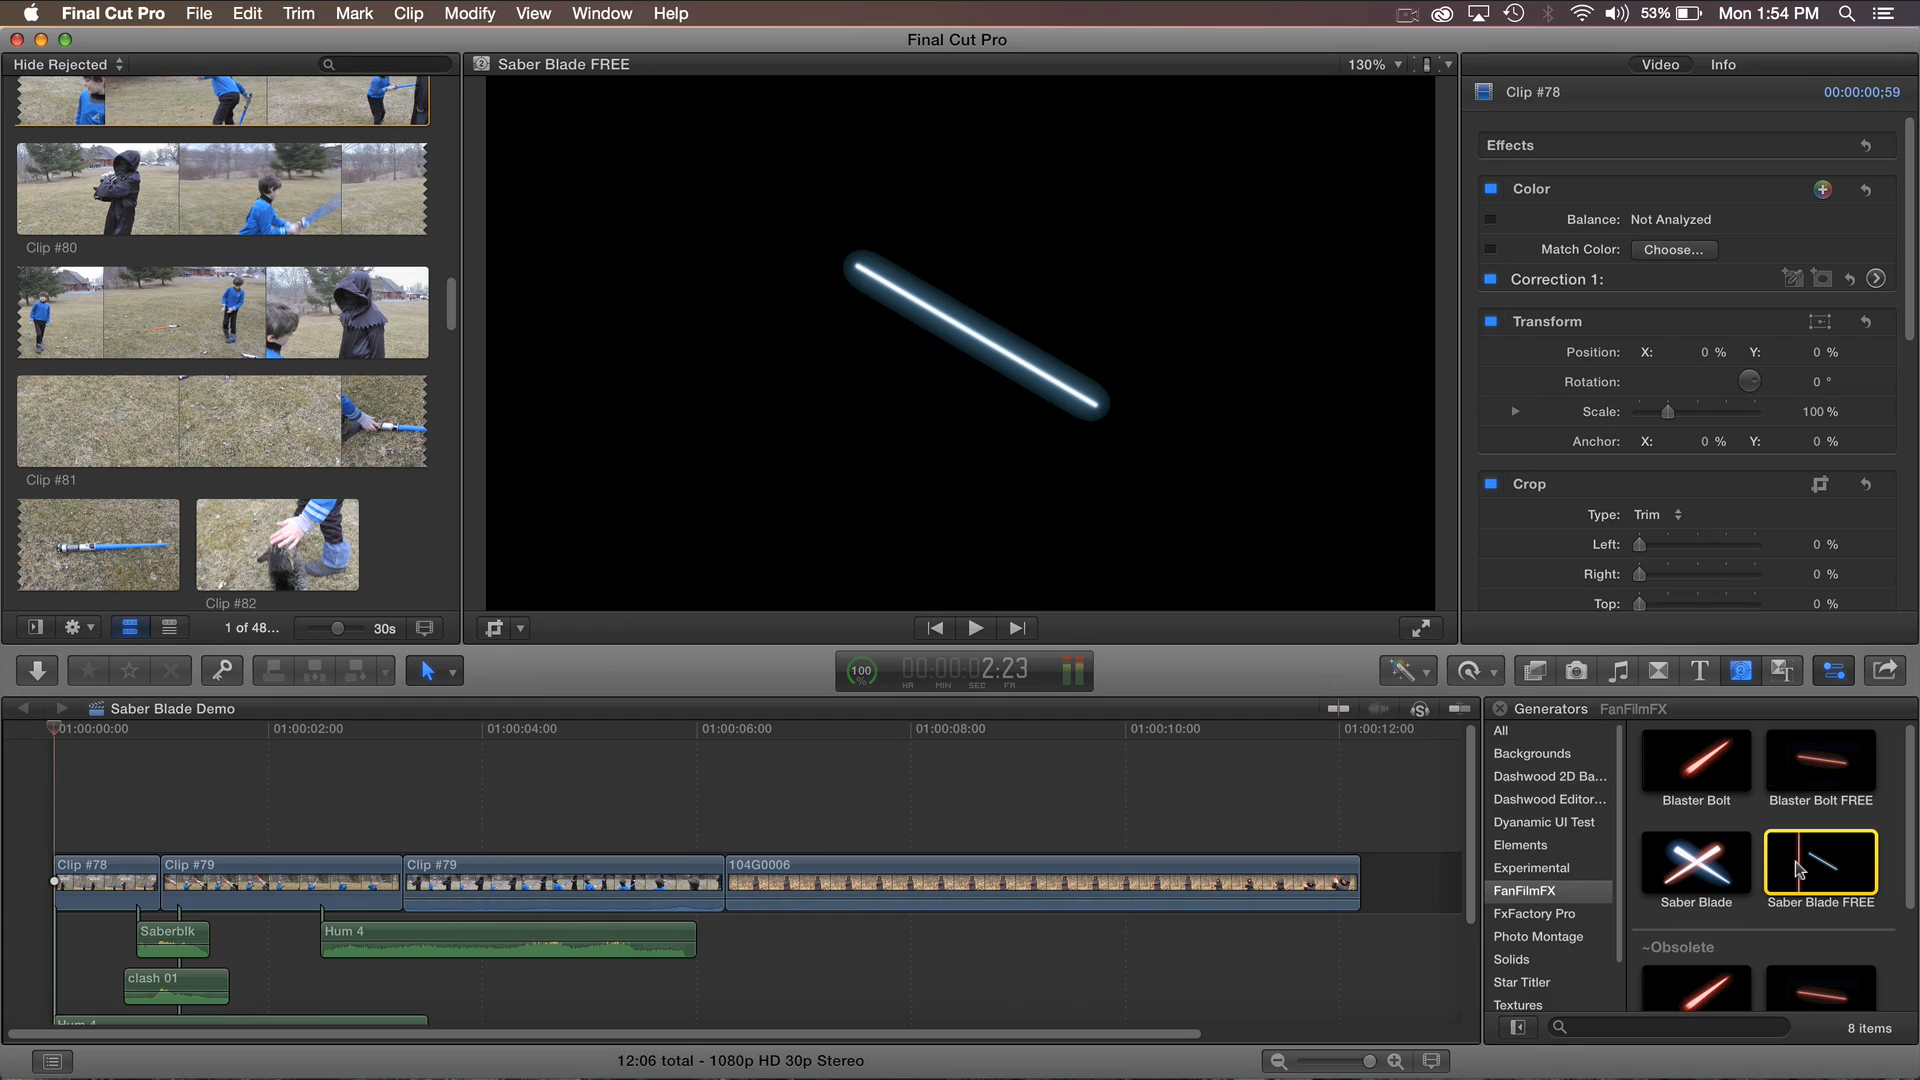 Final Cut Pro File Edit Trim Mark Clip Modify View Window Help 53% Mon 1:54 PM
Final Cut Pro
Hide Rejected
Saber Blade FREE 130%
Video Info
Clip #78 00:00:00;59
Effects
Color
Balance: Not Analyzed
Match Color: Choose...
Correction 1:
Transform
Position: X: 0 % Y: 0 %
Rotation: 0 °
Scale: 100 %
Anchor: X: 0 % Y: 0 %
Crop
Type: Trim
Left: 0 %
Right: 0 %
Top: 0 %
Clip #80
Clip #81
Clip #82
1 of 48... 30s
100 %
00:00:02:23
HR MIN SEC FR
Saber Blade Demo
01:00:00:00 01:00:02:00 01:00:04:00 01:00:06:00 01:00:08:00 01:00:10:00 01:00:12:00
Clip #78 Clip #79 Clip #79 104G0006
Saberblk Hum 4
clash 01
Hum 4
Generators FanFilmFX
All
Backgrounds
Dashwood 2D Ba...
Dashwood Editor...
Dyanamic UI Test
Elements
Experimental
FanFilmFX
FxFactory Pro
Photo Montage
Solids
Star Titler
Textures
Blaster Bolt Blaster Bolt FREE
Saber Blade Saber Blade FREE
~Obsolete
8 items
12:06 total - 1080p HD 30p Stereo